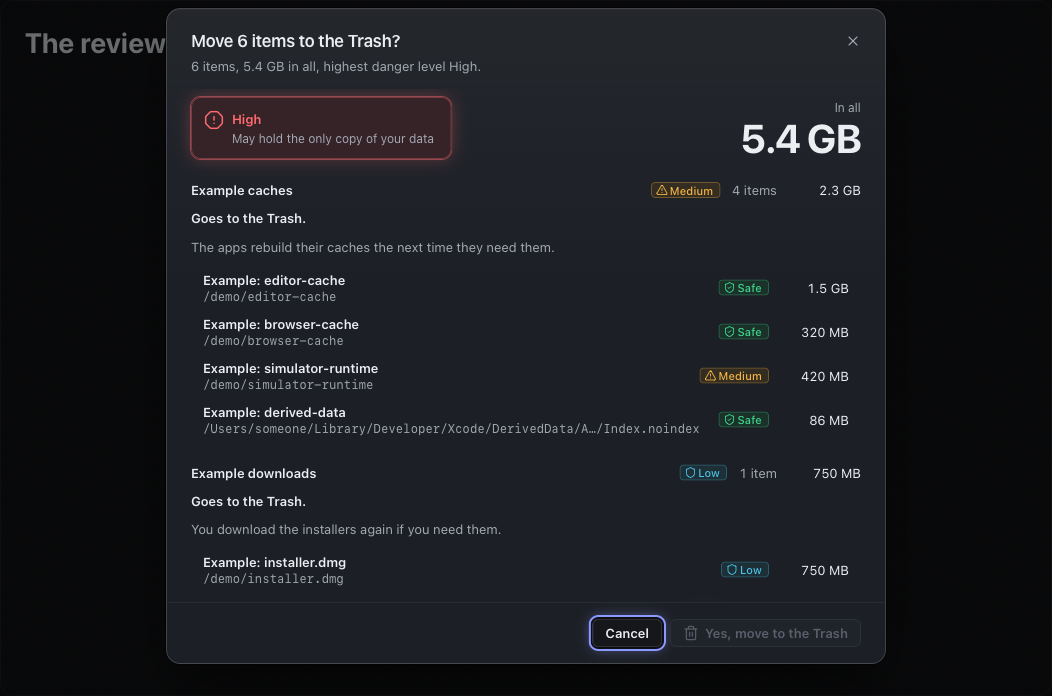 The review
Move 6 items to the Trash?
6 items, 5.4 GB in all, highest danger level High.
High
May hold the only copy of your data
In all
5.4 GB
Example caches
Medium
4 items
2.3 GB
Goes to the Trash.
The apps rebuild their caches the next time they need them.
Example: editor-cache
/demo/editor-cache
Safe
1.5 GB
Example: browser-cache
/demo/browser-cache
Safe
320 MB
Example: simulator-runtime
/demo/simulator-runtime
Medium
420 MB
Example: derived-data
/Users/someone/Library/Developer/Xcode/DerivedData/A…/Index.noindex
Safe
86 MB
Example downloads
Low
1 item
750 MB
Goes to the Trash.
You download the installers again if you need them.
Example: installer.dmg
/demo/installer.dmg
Low
750 MB
Cancel
Yes, move to the Trash